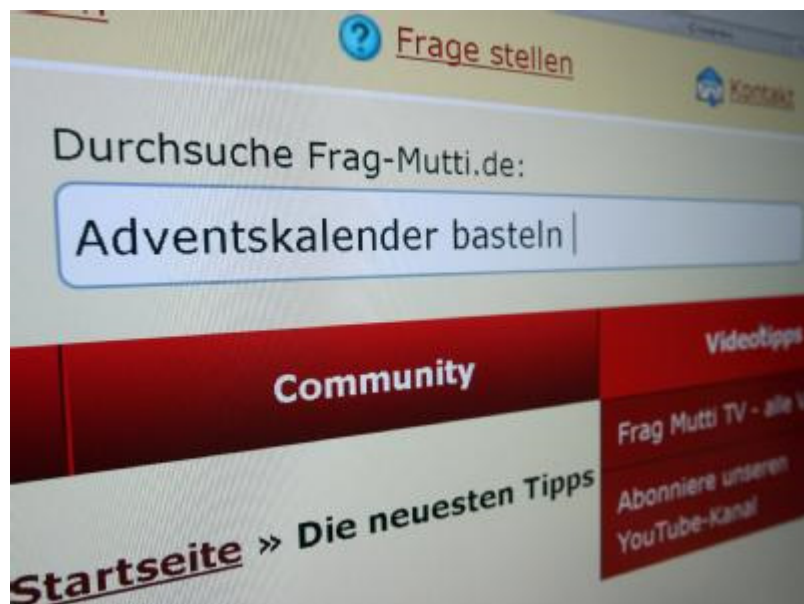 Frage stellen
Kontakt
Durchsuche Frag-Mutti.de:
Adventskalender basteln
Community
Videotipps
Frag Mutti TV - alle
Abonniere unseren
YouTube-Kanal
Startseite » Die neuesten Tipps